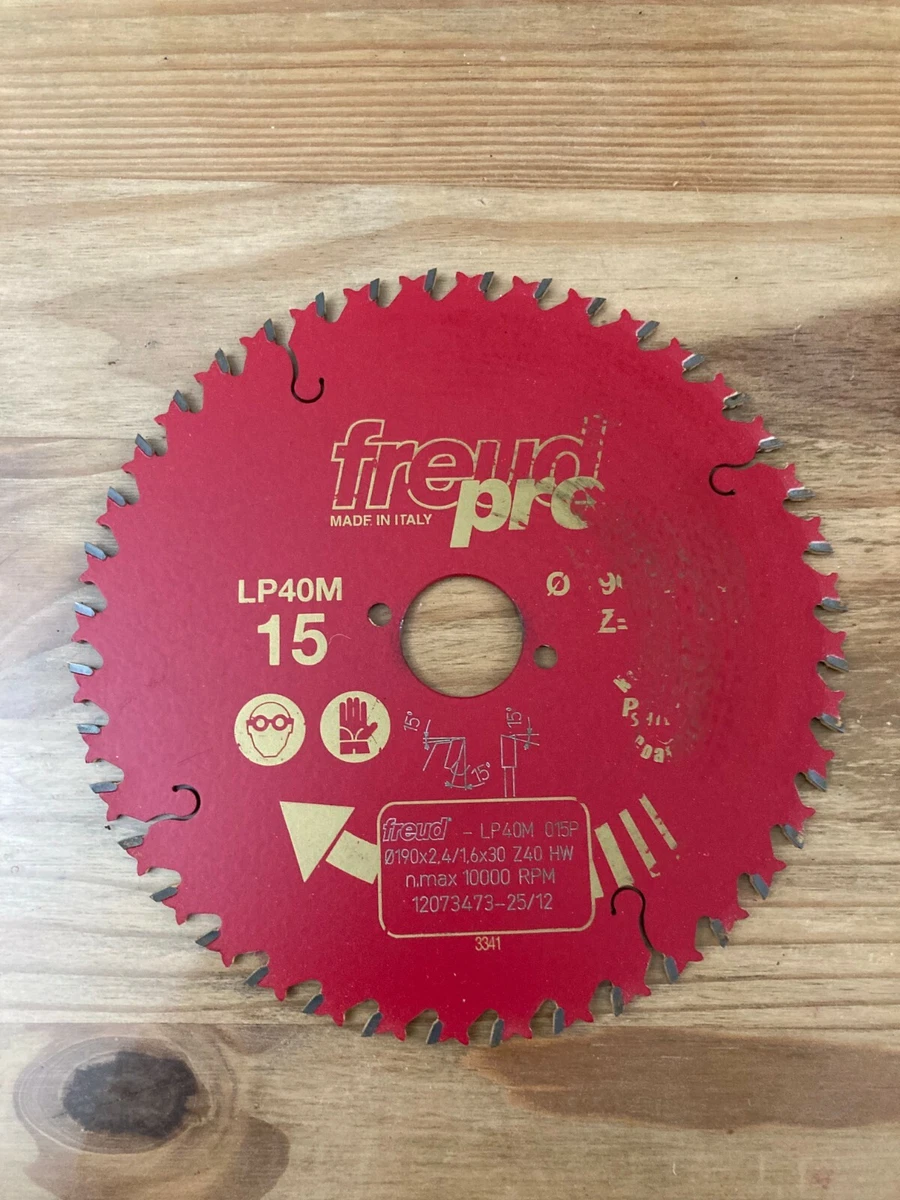 freud
pro
MADE IN ITALY
LP40M
15
Ø
Z=
15° 15°
15°
freud - LP40M 015P
Ø190x2,4/1,6x30 Z40 HW
n.max 10000 RPM
12073473-25/12
3341